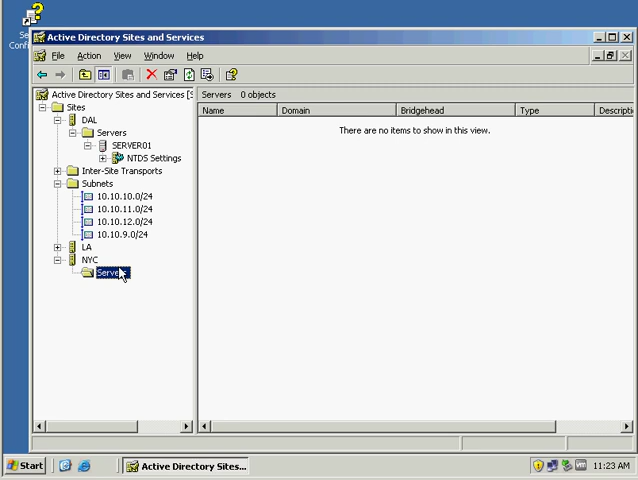 Se
Conf
Active Directory Sites and Services
File Action View Window Help
Active Directory Sites and Services [S
Servers 0 objects
Name Domain Bridgehead Type Descripti
There are no items to show in this view.
Sites
DAL
Servers
SERVER01
NTDS Settings
Inter-Site Transports
Subnets
10.10.10.0/24
10.10.11.0/24
10.10.12.0/24
10.10.9.0/24
LA
NYC
Start
Active Directory Sites...
11:23 AM